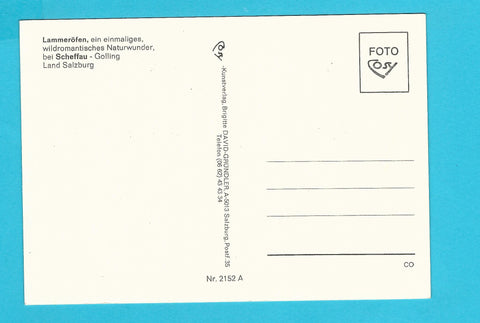 Lammeröfen, ein einmaliges,
wildromantisches Naturwunder,
bei Scheffau - Golling
Land Salzburg
-Kunstverlag, Brigitte DAVID-GRÜNDLER, A-5013 Salzburg, Postf. 35
Telefon (06 62) 43 43 34
FOTO
Nr. 2152 A
CD